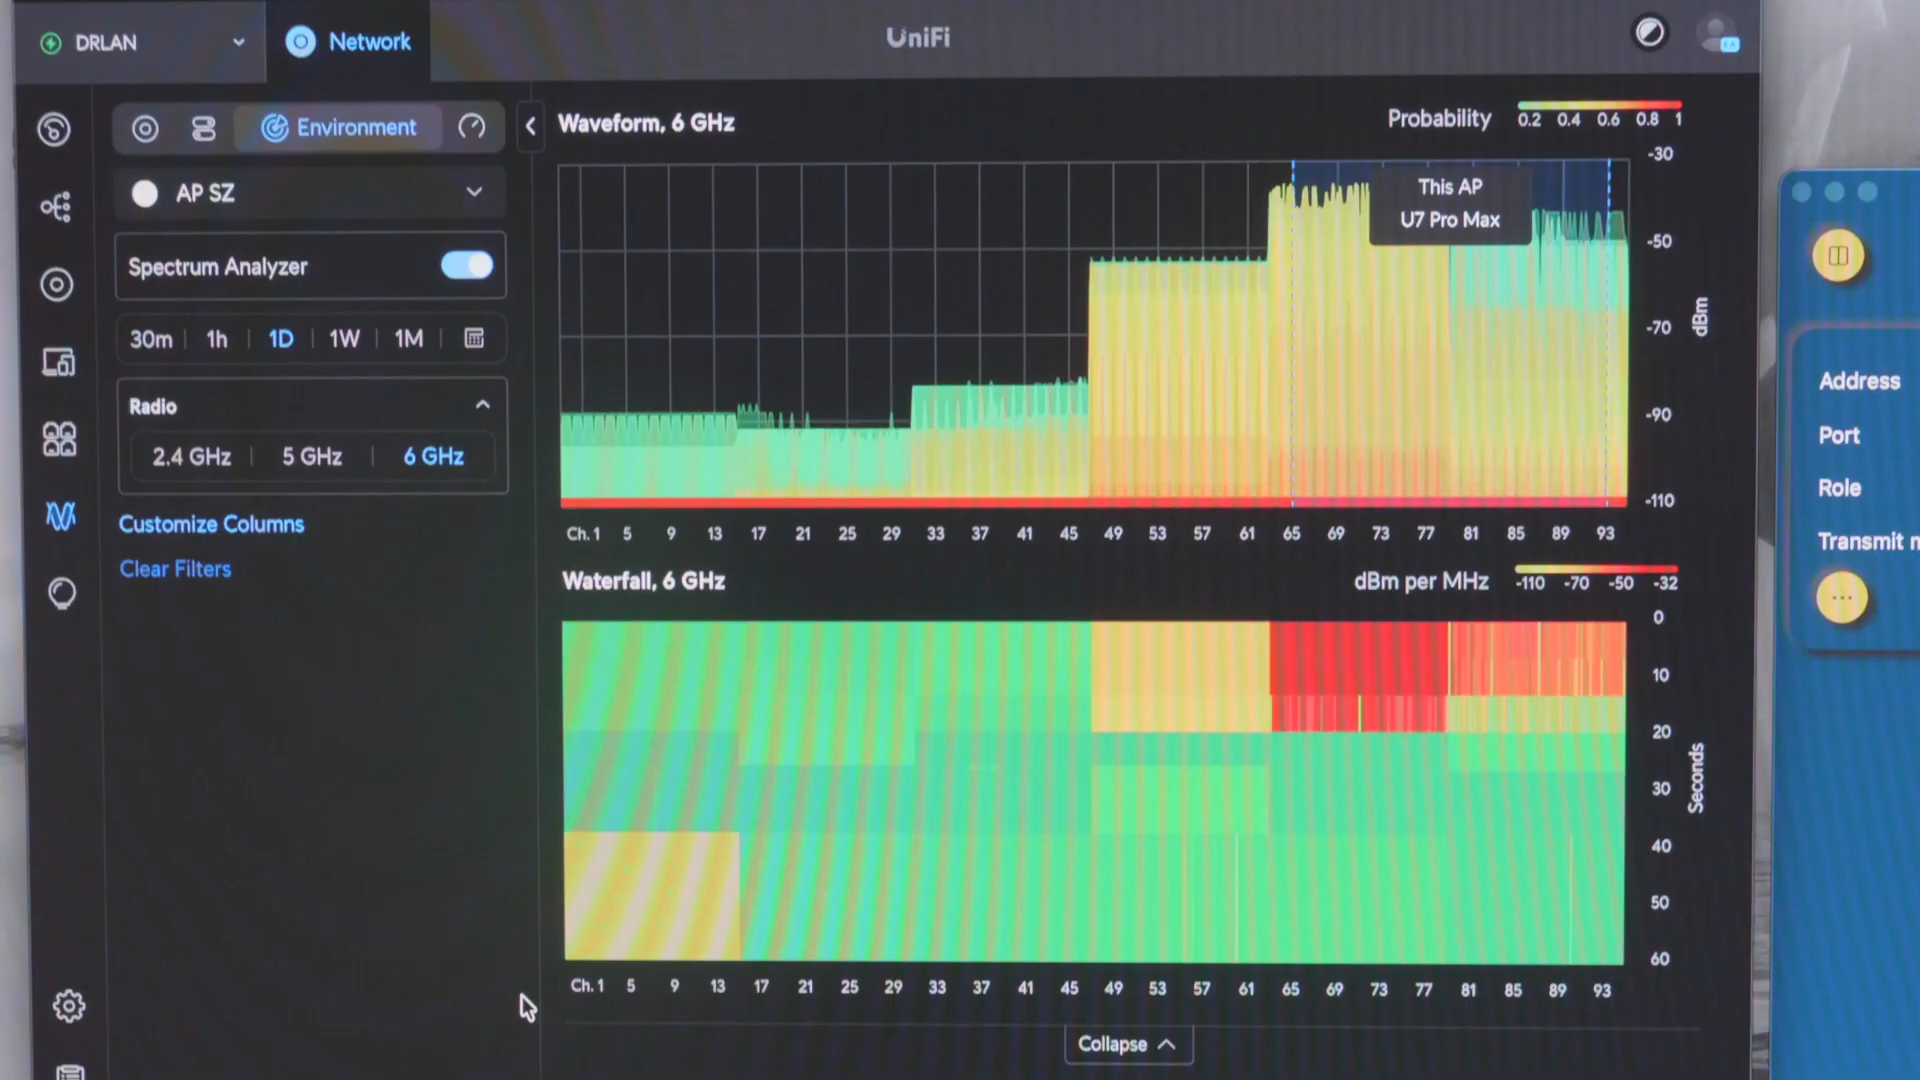 DRLAN
Network
UniFi
Environment
AP SZ
Spectrum Analyzer
30m 1h 1D 1W 1M
Radio
2.4 GHz 5 GHz 6 GHz
Customize Columns
Clear Filters
Waveform, 6 GHz
Probability
0.2 0.4 0.6 0.8 1
This AP
U7 Pro Max
-30
-50
-70
-90
-110
dBm
Ch. 1 5 9 13 17 21 25 29 33 37 41 45 49 53 57 61 65 69 73 77 81 85 89 93
Waterfall, 6 GHz
dBm per MHz
-110 -70 -50 -32
0
10
20
30
40
50
60
Seconds
Ch. 1 5 9 13 17 21 25 29 33 37 41 45 49 53 57 61 65 69 73 77 81 85 89 93
Collapse
Address
Port
Role
Transmit